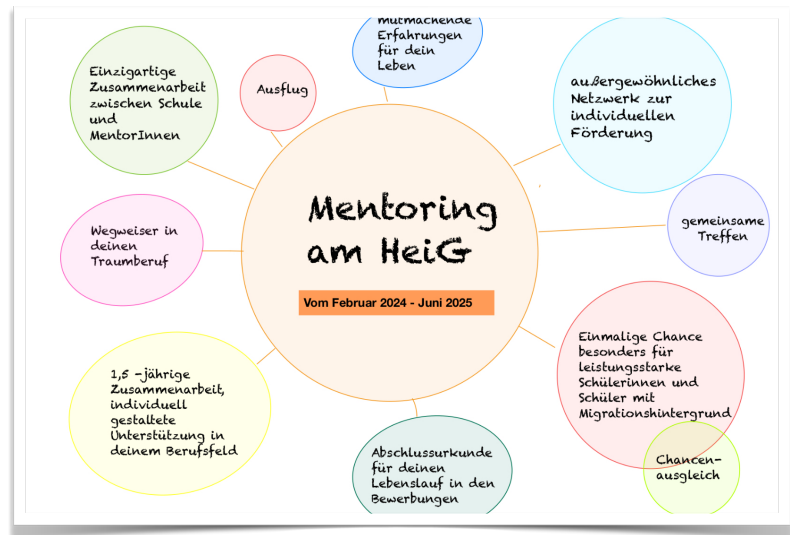 mutmachende
Erfahrungen
für dein
Leben
Einzigartige
Zusammenarbeit
zwischen Schule
und
MentorInnen
Ausflug
außergewöhnliches
Netzwerk zur
individuellen
Förderung
Mentoring
am HeiG
Vom Februar 2024 - Juni 2025
Wegweiser in
deinen
Traumberuf
gemeinsame
Treffen
1,5 -jährige
Zusammenarbeit,
individuell
gestaltete
Unterstützung in
deinem Berufsfeld
Einmalige Chance
besonders für
leistungsstarke
Schülerinnen und
Schüler mit
Migrationshintergrund
Chancen-
ausgleich
Abschlussurkunde
für deinen
Lebenslauf in den
Bewerbungen